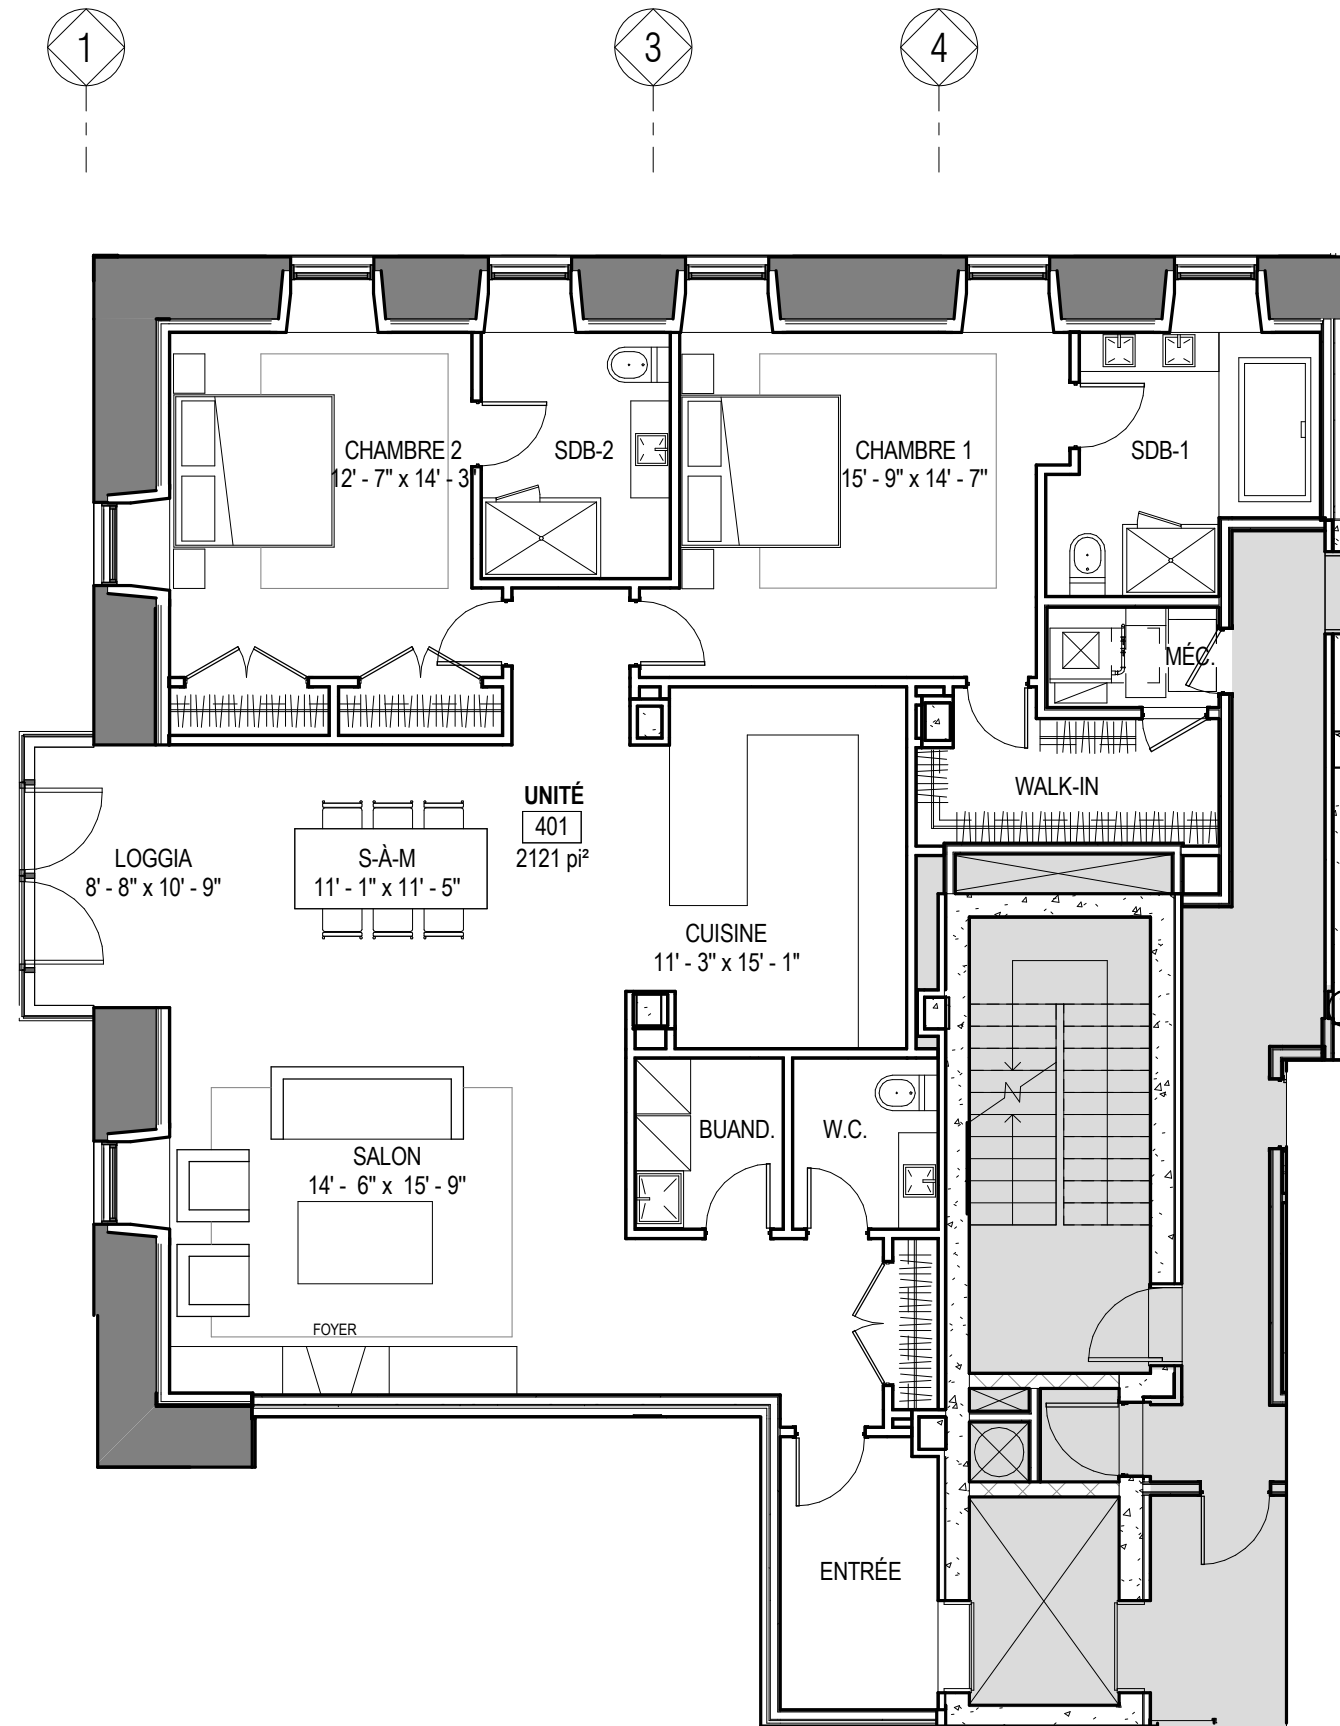 1
3
4
CHAMBRE 2
12' - 7" x 14' - 3"
SDB-2
CHAMBRE 1
15' - 9" x 14' - 7"
SDB-1
MÉC.
WALK-IN
UNITÉ
401
2121 pi²
LOGGIA
8' - 8" x 10' - 9"
S-À-M
11' - 1" x 11' - 5"
CUISINE
11' - 3" x 15' - 1"
BUAND.
W.C.
SALON
14' - 6" x 15' - 9"
N
FOYER
ENTRÉE